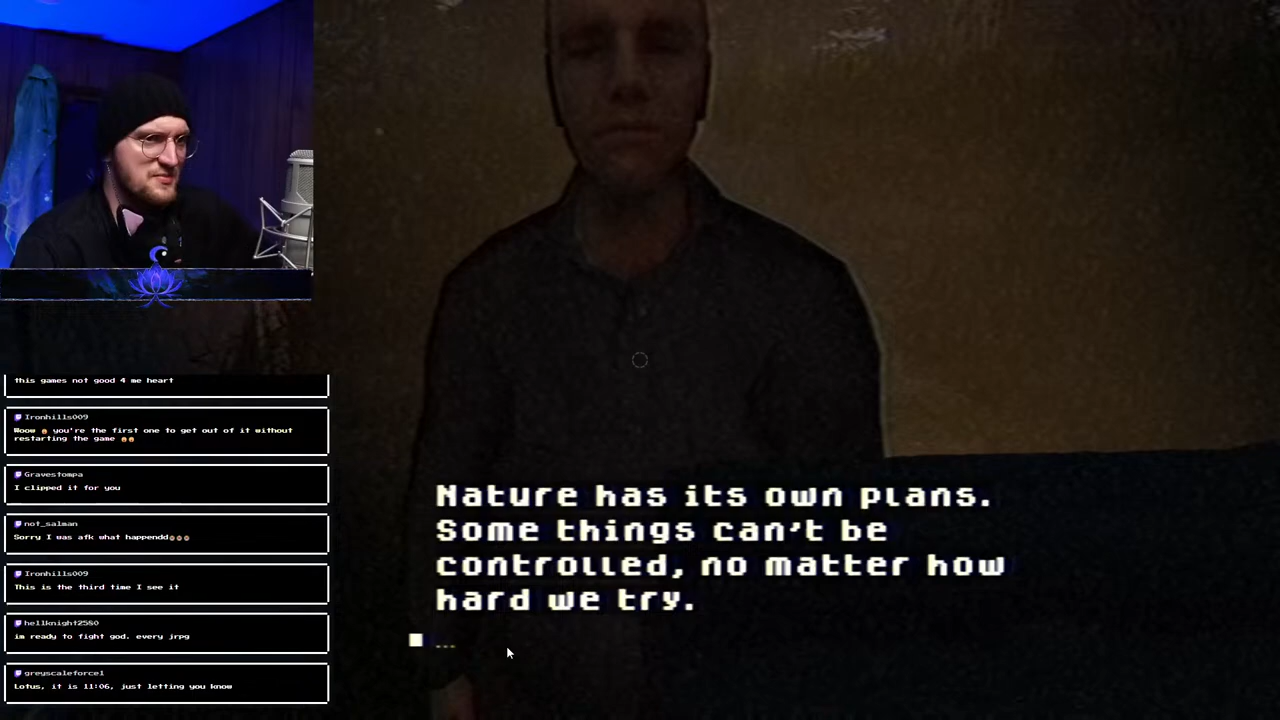 this games not good 4 me heart
Ironhills009
Woow you're the first one to get out of it without
restarting the game
Gravestompa
I clipped it for you
not_salman
Sorry I was afk what happendd
Ironhills009
This is the third time I see it
hellknight2580
im ready to fight god. every jrpg
greyscaleforce1
Lotus, it is 11:06, just letting you know
Nature has its own plans.
Some things can't be
controlled, no matter how
hard we try.
...